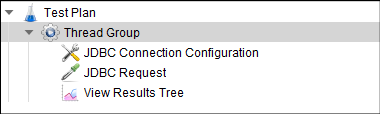 Test Plan
Thread Group
JDBC Connection Configuration
JDBC Request
View Results Tree